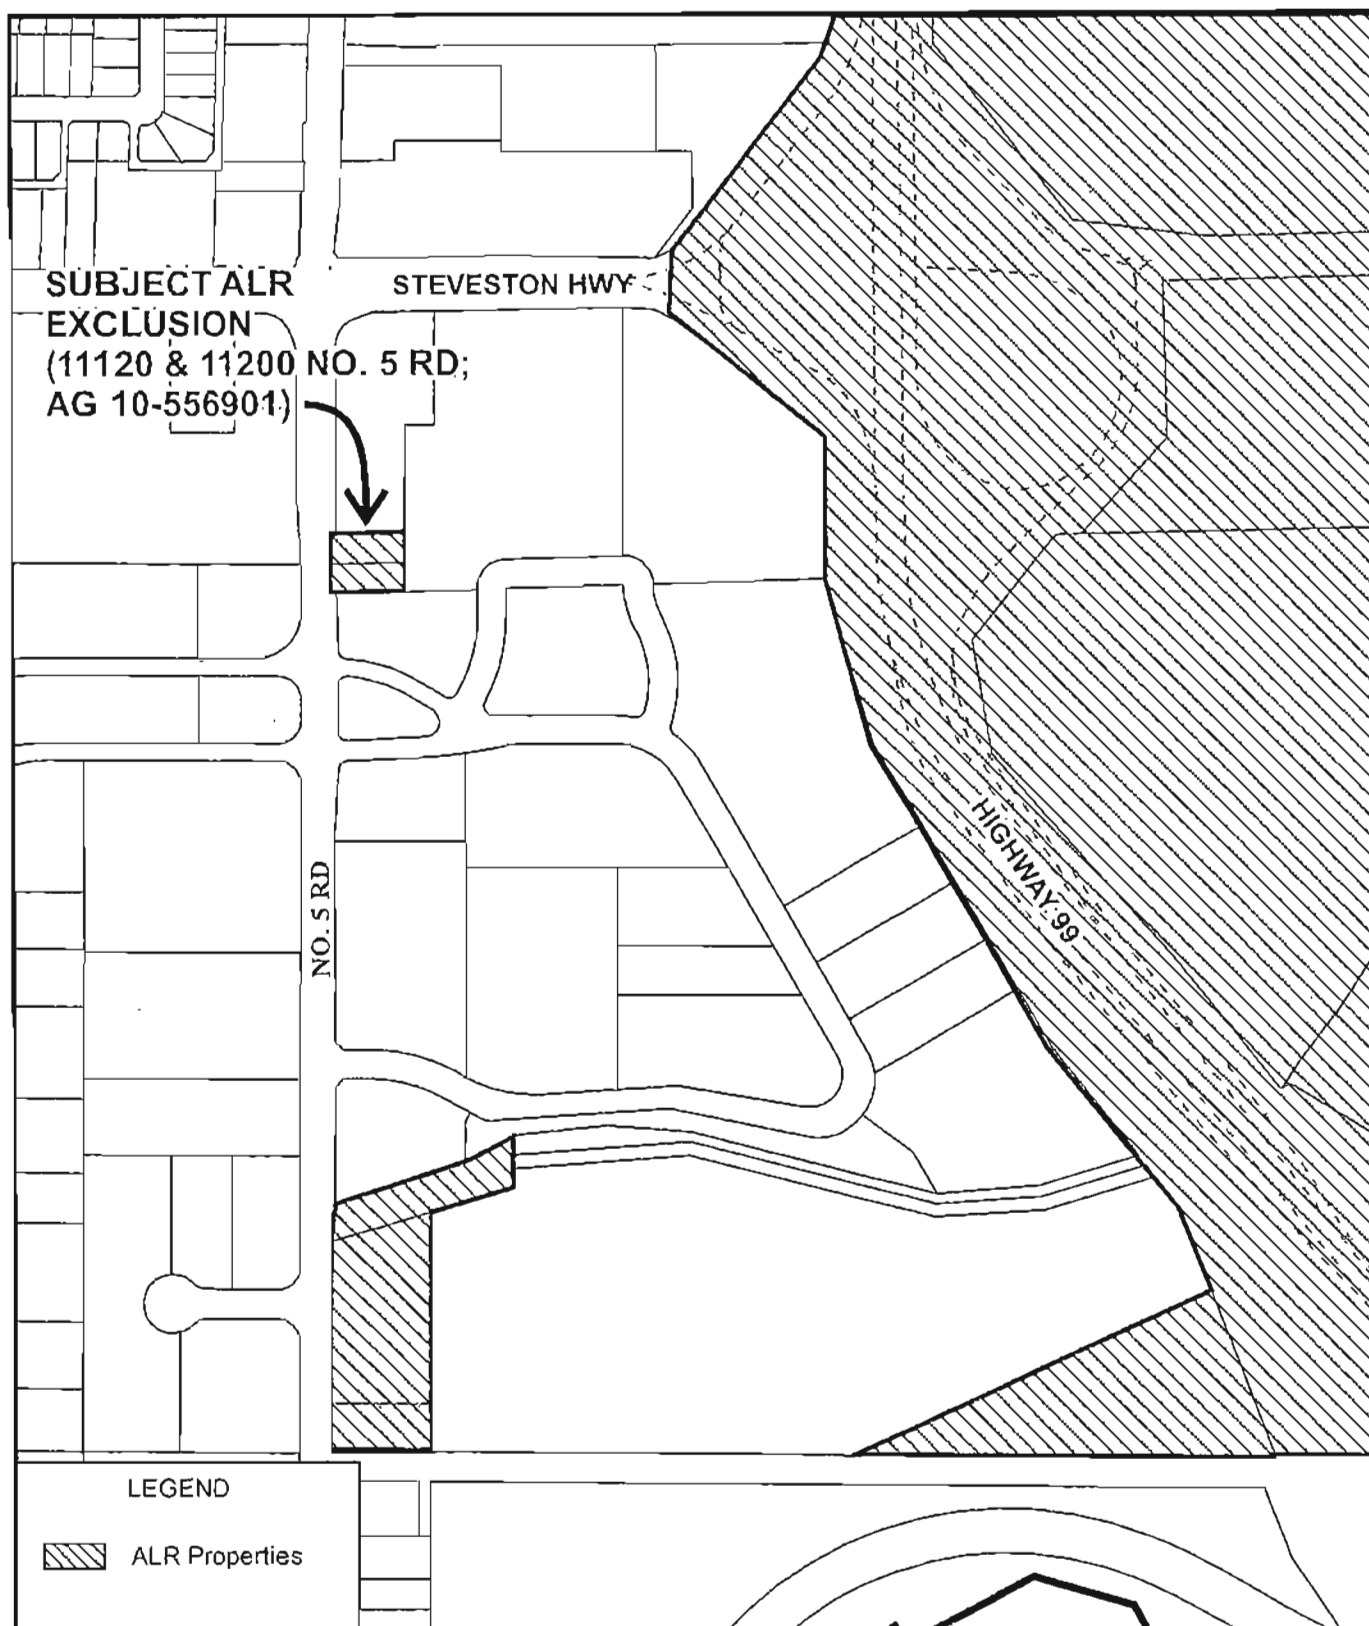 SUBJECT ALR
EXCLUSION
(11120 & 11200 NO. 5 RD;
AG 10-556901)
STEVESTON HWY
NO. 5 RD
HIGHWAY 99
LEGEND
ALR Properties